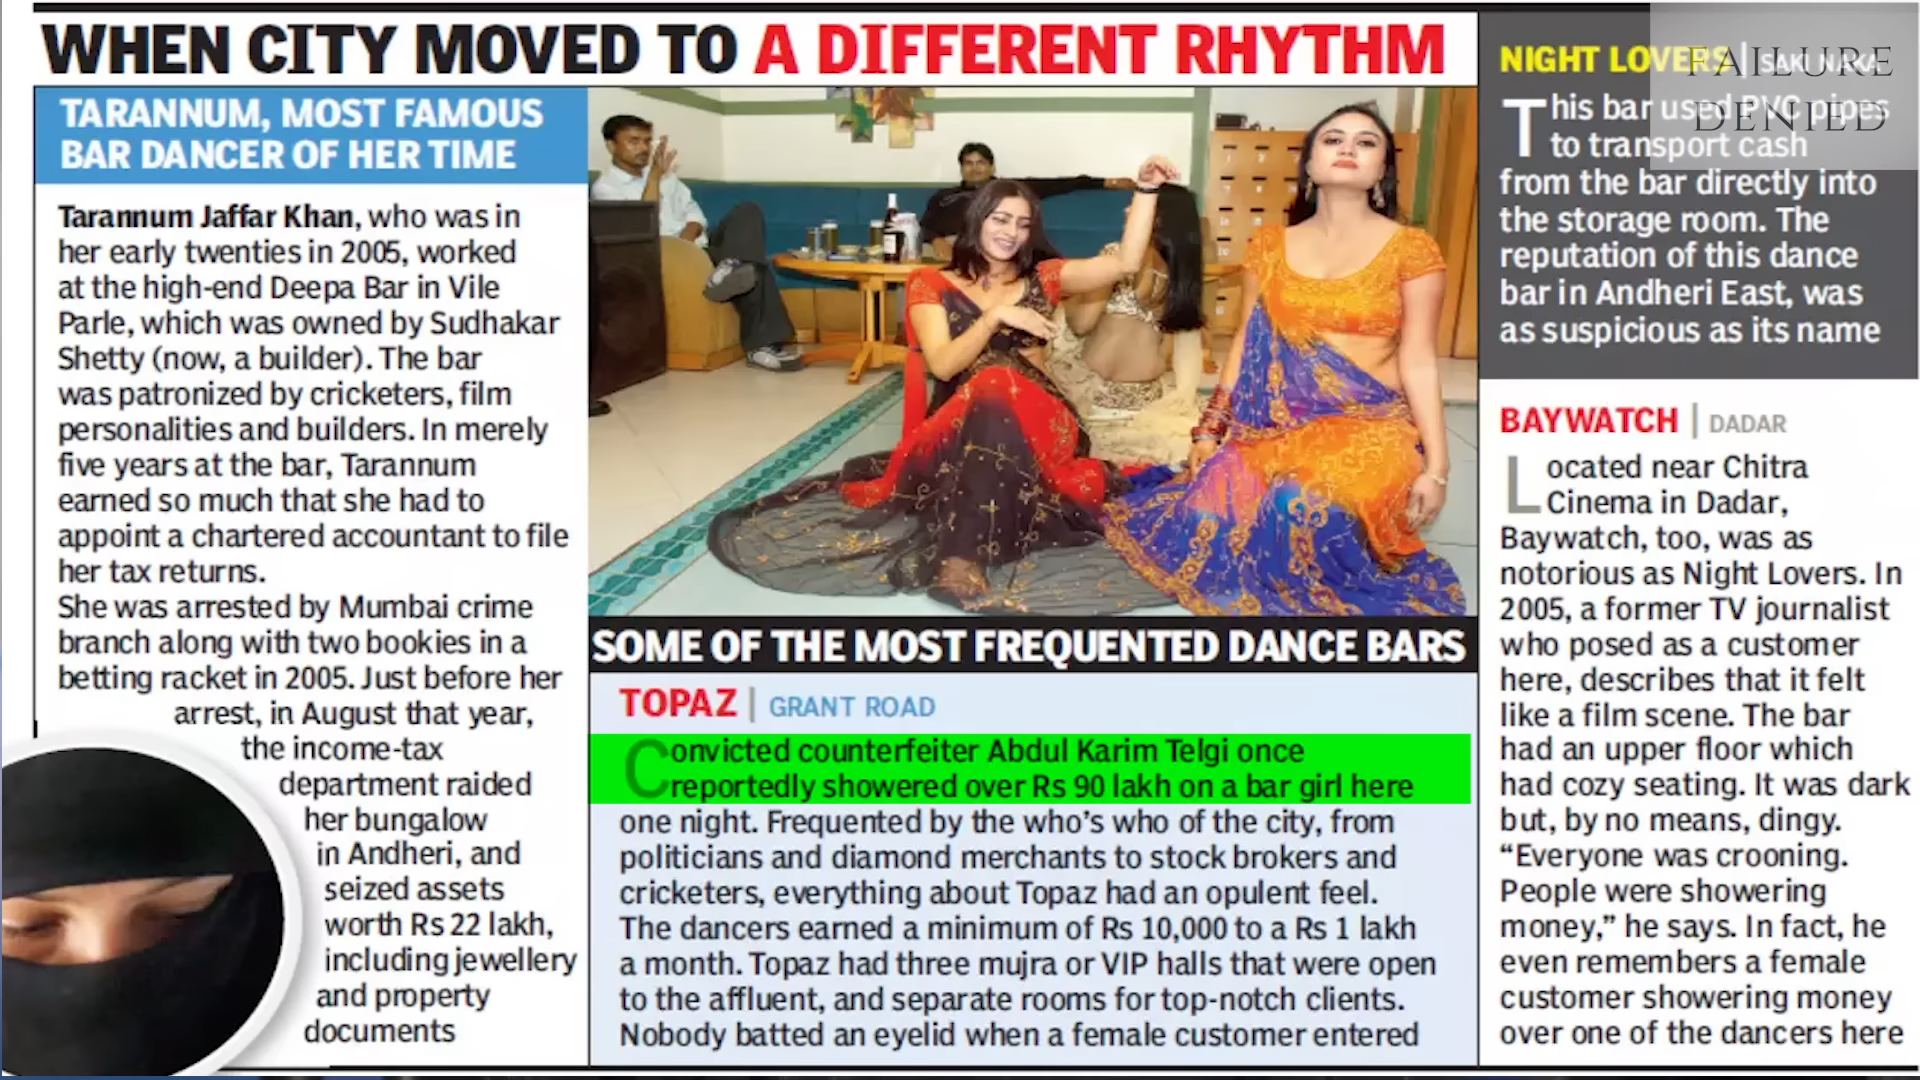 WHEN CITY MOVED TO A DIFFERENT RHYTHM
TARANNUM, MOST FAMOUS
BAR DANCER OF HER TIME
Tarannum Jaffar Khan, who was in
her early twenties in 2005, worked
at the high-end Deepa Bar in Vile
Parle, which was owned by Sudhakar
Shetty (now, a builder). The bar
was patronized by cricketers, film
personalities and builders. In merely
five years at the bar, Tarannum
earned so much that she had to
appoint a chartered accountant to file
her tax returns.
She was arrested by Mumbai crime
branch along with two bookies in a
betting racket in 2005. Just before her
arrest, in August that year,
the income-tax
department raided
her bungalow
in Andheri, and
seized assets
worth Rs 22 lakh,
including jewellery
and property
documents
SOME OF THE MOST FREQUENTED DANCE BARS
TOPAZ | GRANT ROAD
Convicted counterfeiter Abdul Karim Telgi once
reportedly showered over Rs 90 lakh on a bar girl here
one night. Frequented by the who's who of the city, from
politicians and diamond merchants to stock brokers and
cricketers, everything about Topaz had an opulent feel.
The dancers earned a minimum of Rs 10,000 to a Rs 1 lakh
a month. Topaz had three mujra or VIP halls that were open
to the affluent, and separate rooms for top-notch clients.
Nobody batted an eyelid when a female customer entered
NIGHT LOVERS | SAKI NAKA
This bar used PVC pipes
to transport cash
from the bar directly into
the storage room. The
reputation of this dance
bar in Andheri East, was
as suspicious as its name
BAYWATCH | DADAR
Located near Chitra
Cinema in Dadar,
Baywatch, too, was as
notorious as Night Lovers. In
2005, a former TV journalist
who posed as a customer
here, describes that it felt
like a film scene. The bar
had an upper floor which
had cozy seating. It was dark
but, by no means, dingy.
“Everyone was crooning.
People were showering
money,” he says. In fact, he
even remembers a female
customer showering money
over one of the dancers here
FAILURE
DENIED